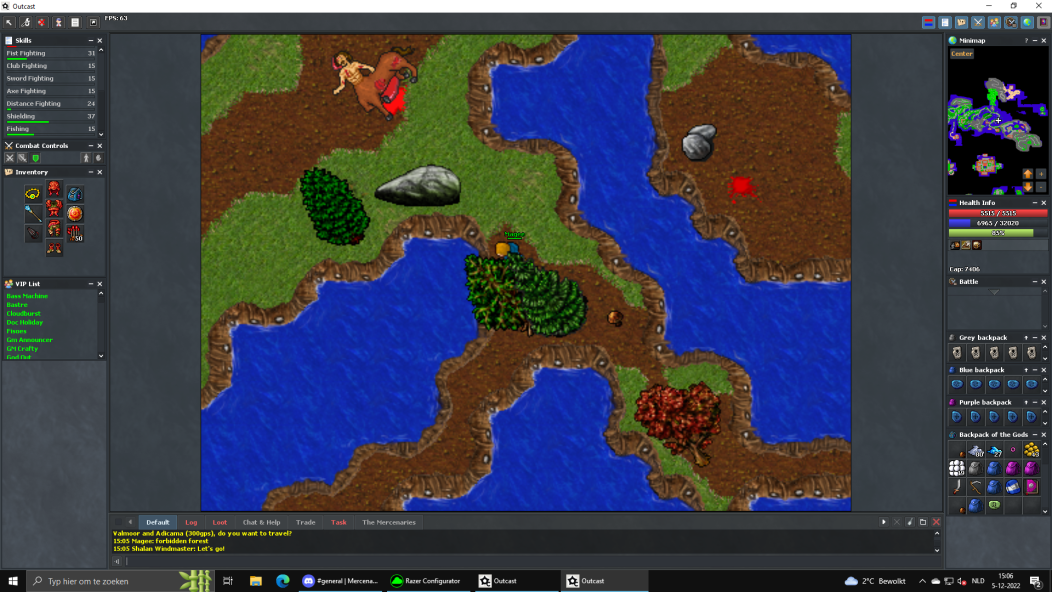 Outcast
FPS: 63
Skills
Fist Fighting 31
Club Fighting 15
Sword Fighting 15
Axe Fighting 15
Distance Fighting 24
Shielding 37
Fishing 15
Combat Controls
Inventory
50
VIP List
Bass Machine
Bastre
Cloudburst
Doc Holiday
Gm Announcer
GM Crafty
God Out
Magee
Minimap
Center
Health Info
5515 / 5515
6965 / 32020
Cap: 7406
Battle
Grey backpack
Blue backpack
Purple backpack
Backpack of the Gods
Default Log Loot Chat & Help Trade Task The Mercenaries
Valmoor and Adicama (300gps), do you want to travel?
15:05 Magee: forbidden forest
15:05 Shalan Windmaster: Let's go!
Typ hier om te zoeken
#general | Mercena...
Razer Configurator
Outcast
Outcast
2°C Bewolkt
NLD
15:06
5-12-2022